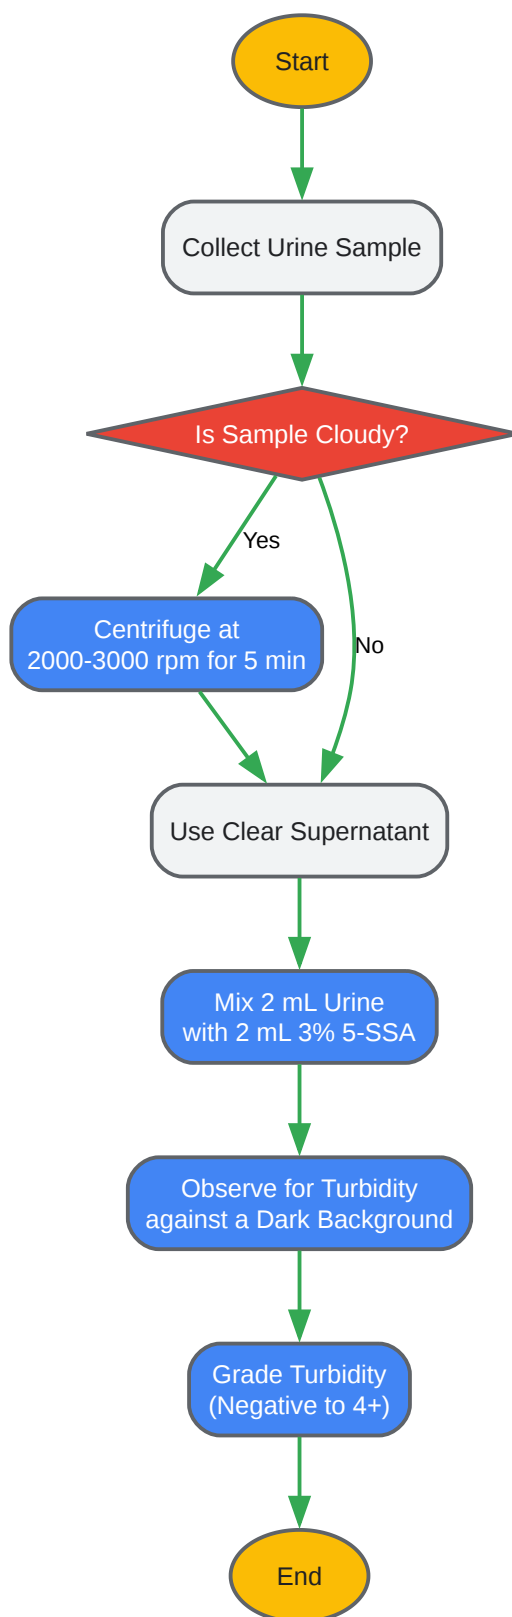 Start
Collect Urine Sample
Is Sample Cloudy?
Yes
Centrifuge at
2000-3000 rpm for 5 min
No
Use Clear Supernatant
Mix 2 mL Urine
with 2 mL 3% 5-SSA
Observe for Turbidity
against a Dark Background
Grade Turbidity
(Negative to 4+)
End